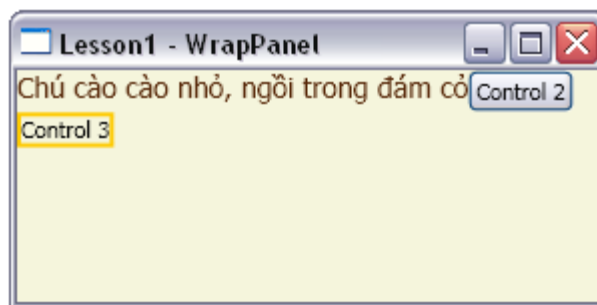 Lesson1 - WrapPanel
Chú cào cào nhỏ, ngồi trong đám cỏ Control 2
Control 3